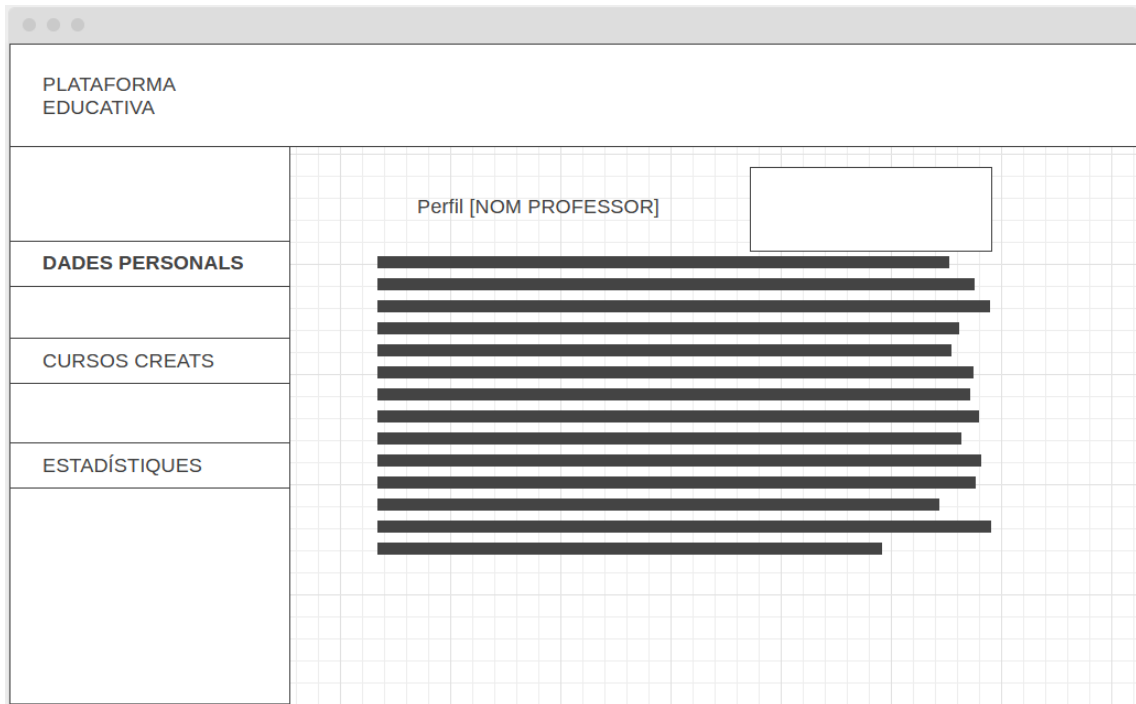 PLATAFORMA
EDUCATIVA
Perfil [NOM PROFESSOR]
DADES PERSONALS
CURSOS CREATS
ESTADÍSTIQUES